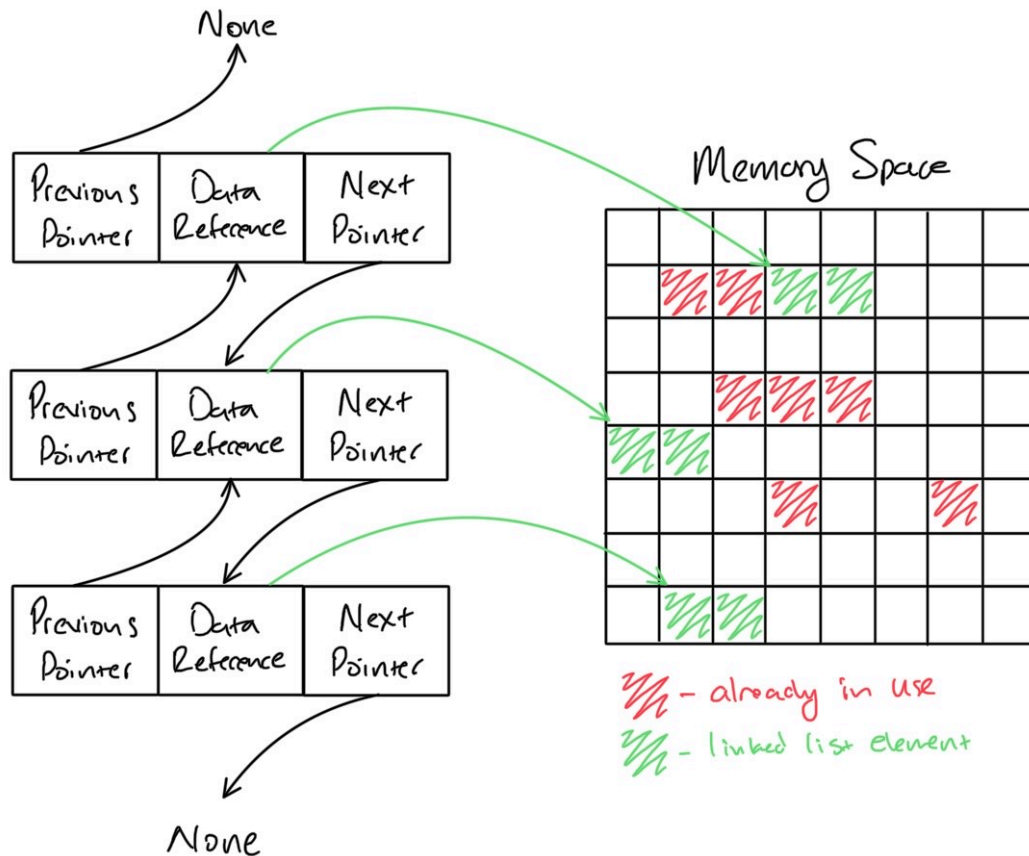 None
Previous
Pointer
Data
Reference
Next
Pointer
Memory Space
Previous
Pointer
Data
Reference
Next
Pointer
Previous
Pointer
Data
Reference
Next
Pointer
- already in use
- linked list element
None